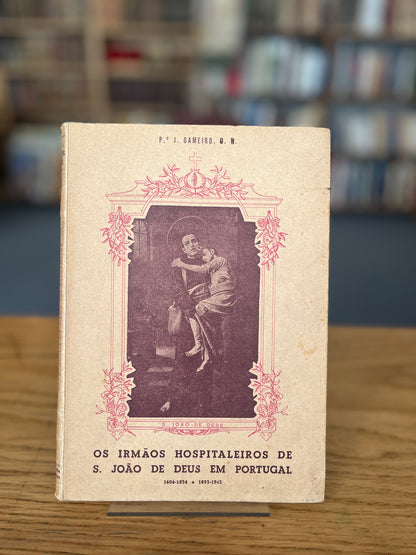 P.e J. GAMEIRO, O. H.
S. JOÃO DE DEUS
OS IRMÃOS HOSPITALEIROS DE
S. JOÃO DE DEUS EM PORTUGAL
1606-1834 * 1893-1943